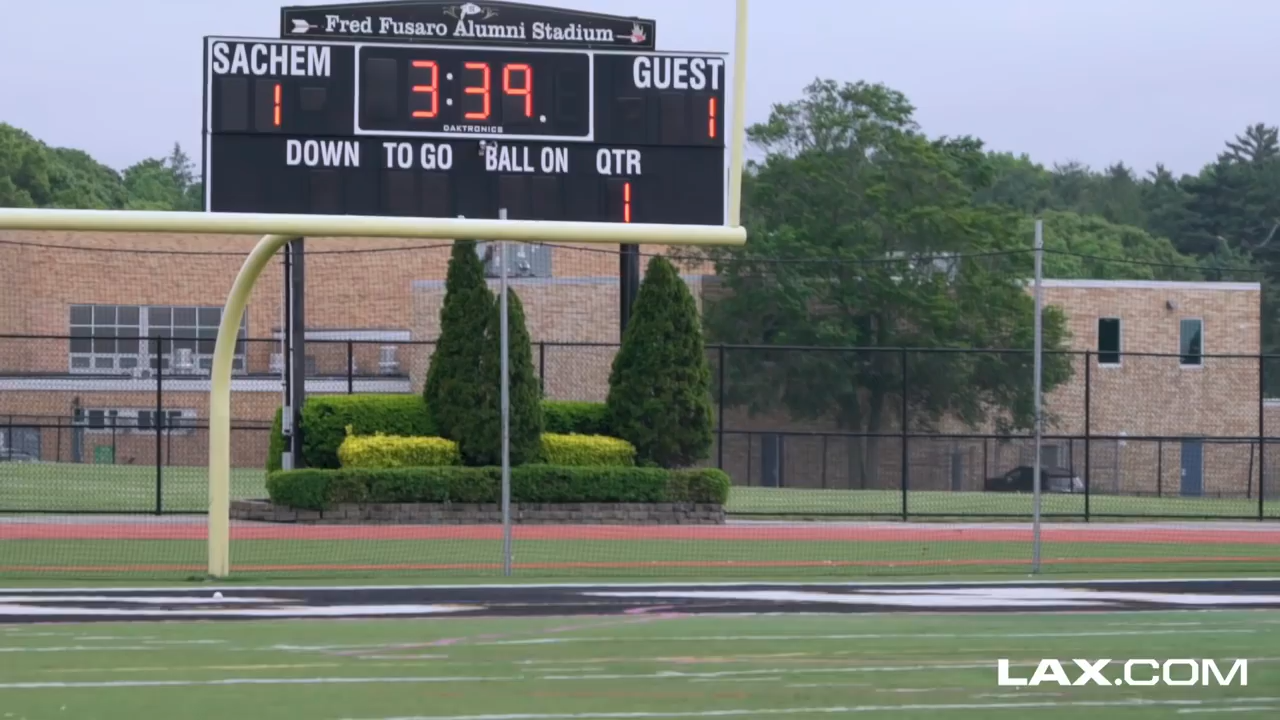 Fred Fusaro Alumni Stadium
SACHEM
GUEST
1
3:39.
1
DAKTRONICS
DOWN TO GO BALL ON QTR
1
LAX.COM